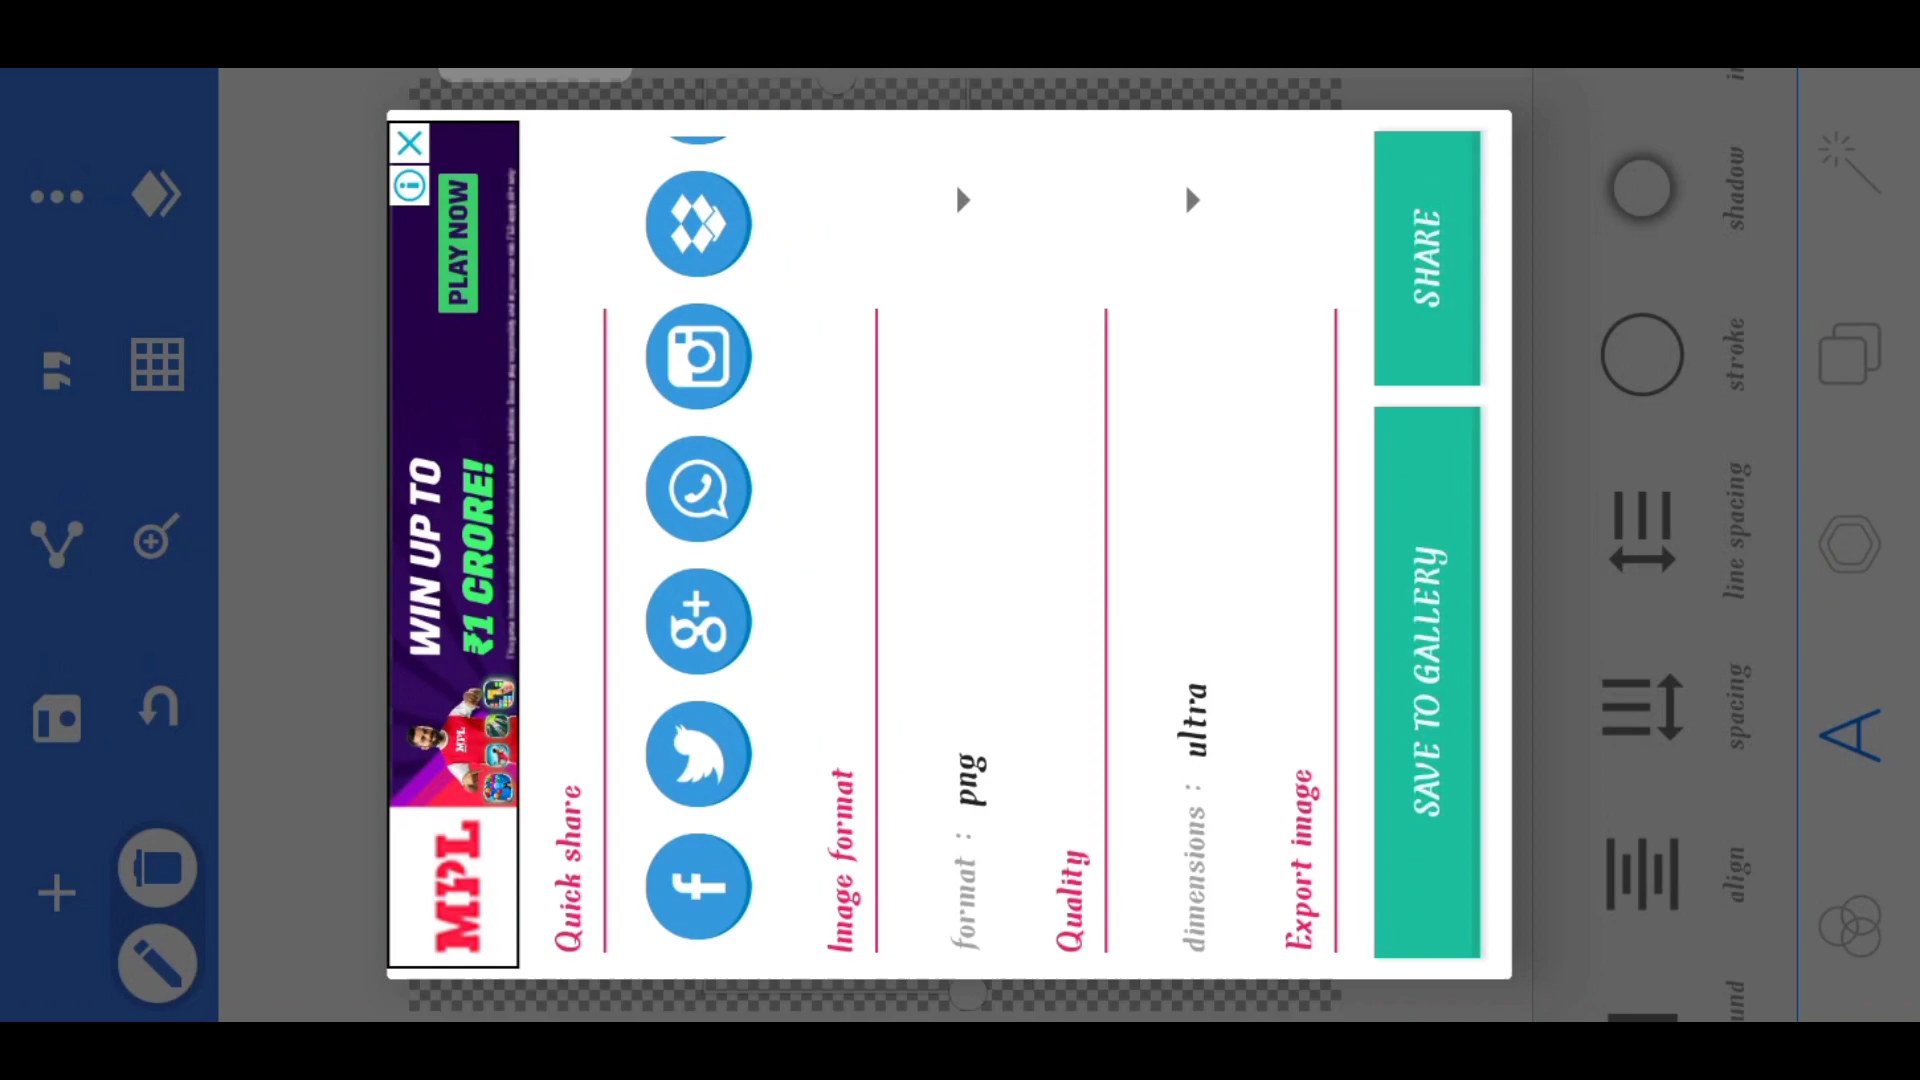 MPL
WIN UP TO
₹1 CRORE!
PLAY NOW
MPL
Quick share
Image format
format : png
Quality
dimensions : ultra
Export image
SAVE TO GALLERY
SHARE
align
spacing
line spacing
stroke
shadow